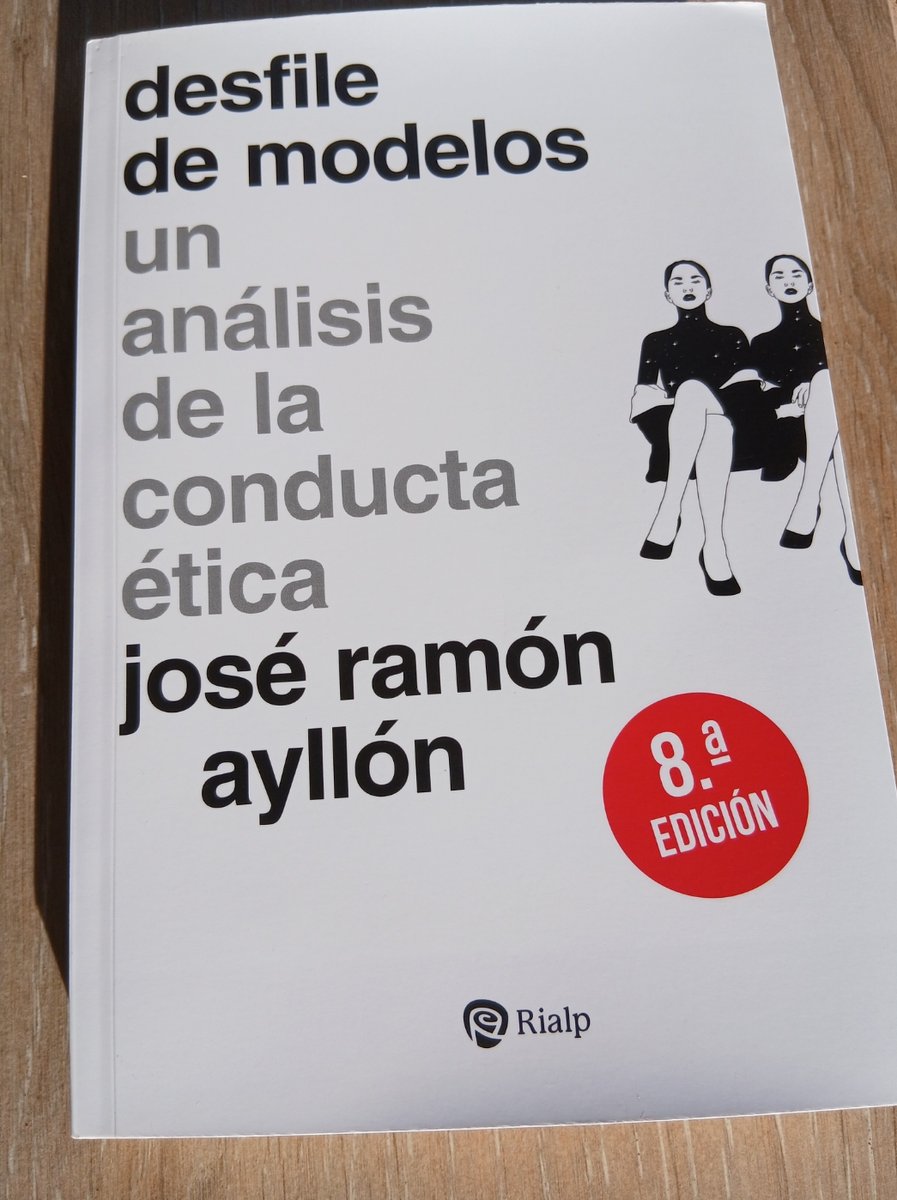 desfile
de modelos
un
análisis
de la
conducta
ética
josé ramón
ayllón
8.ª
EDICIÓN
Rialp